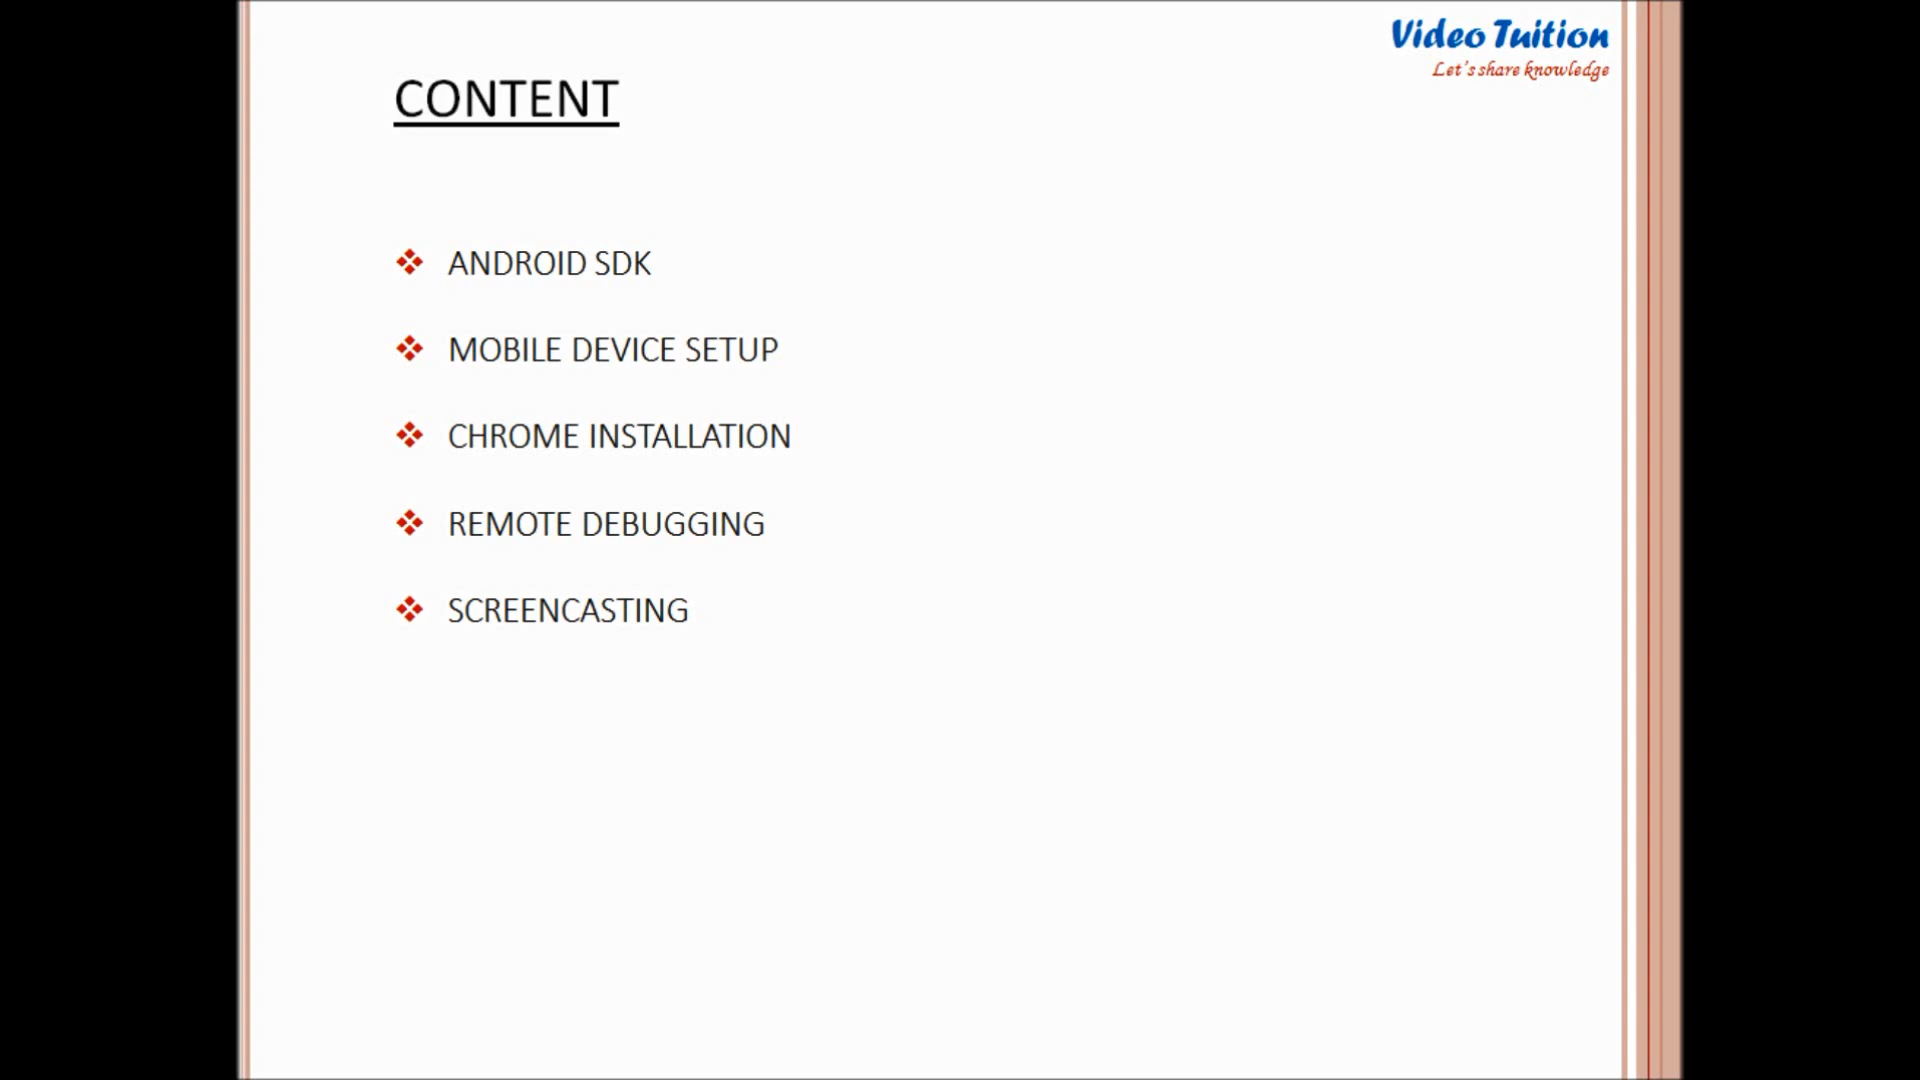 Video Tuition
Let's share knowledge
CONTENT
ANDROID SDK
MOBILE DEVICE SETUP
CHROME INSTALLATION
REMOTE DEBUGGING
SCREENCASTING